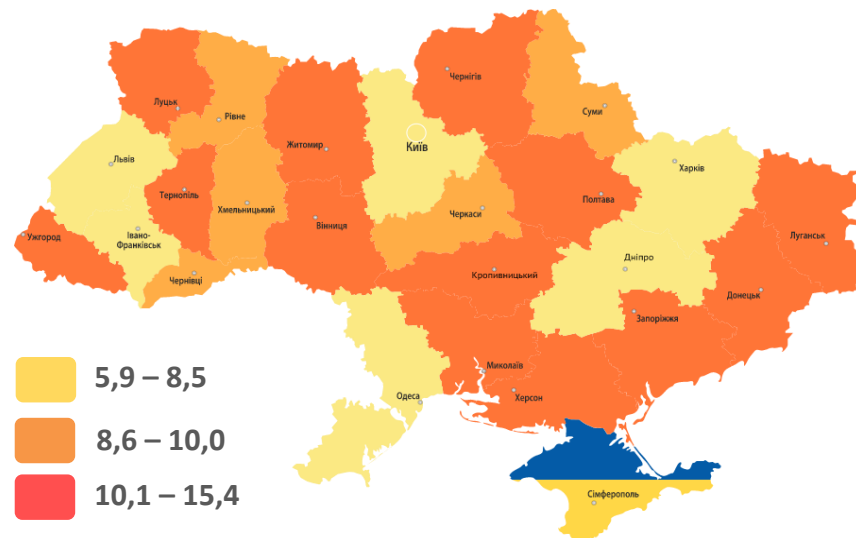 Чернігів
Луцьк
Рівне
Суми
Житомир
Київ
Львів
Харків
Тернопіль
Хмельницький
Полтава
Черкаси
Вінниця
Івано-
Франківськ
Ужгород
Луганськ
Дніпро
Чернівці
Кропивницький
Донецьк
Запоріжжя
Миколаїв
Херсон
Одеса
Сімферополь
5,9 – 8,5
8,6 – 10,0
10,1 – 15,4